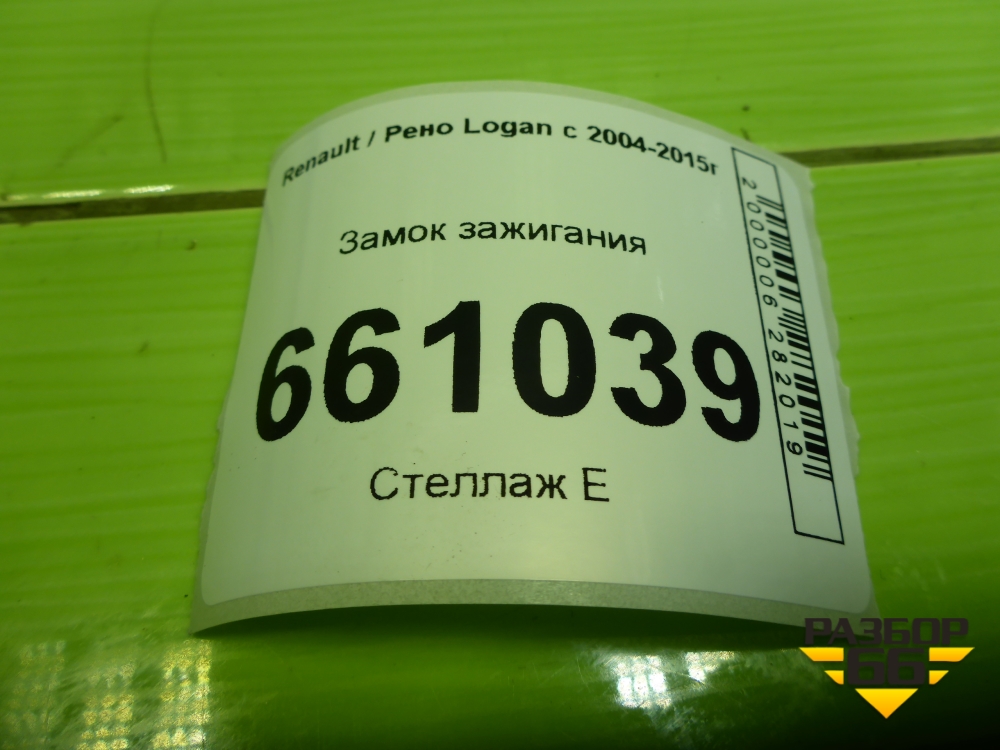 Renault / Рено Logan с 2004-2015г
Замок зажигания
661039
Стеллаж Е
2000006282019
РАЗБОР
66